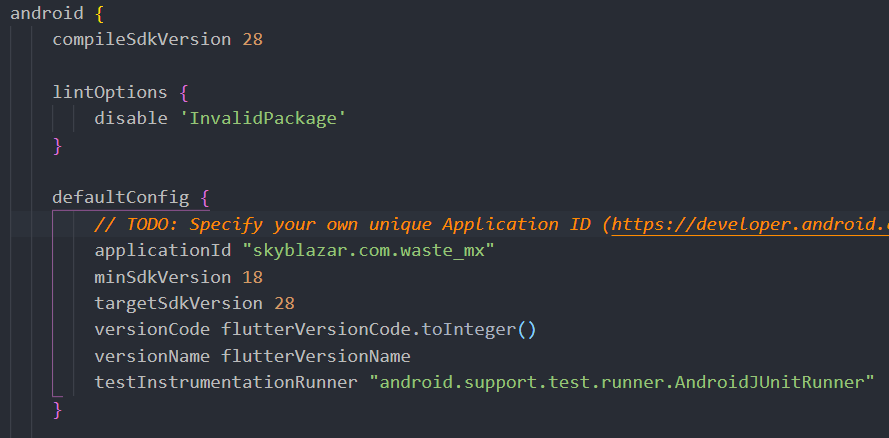 android {
compileSdkVersion 28
lintOptions {
disable 'InvalidPackage'
}
defaultConfig {
// TODO: Specify your own unique Application ID (https://developer.android.
applicationId "skyblazar.com.waste_mx"
minSdkVersion 18
targetSdkVersion 28
versionCode flutterVersionCode.toInteger()
versionName flutterVersionName
testInstrumentationRunner "android.support.test.runner.AndroidJUnitRunner"
}